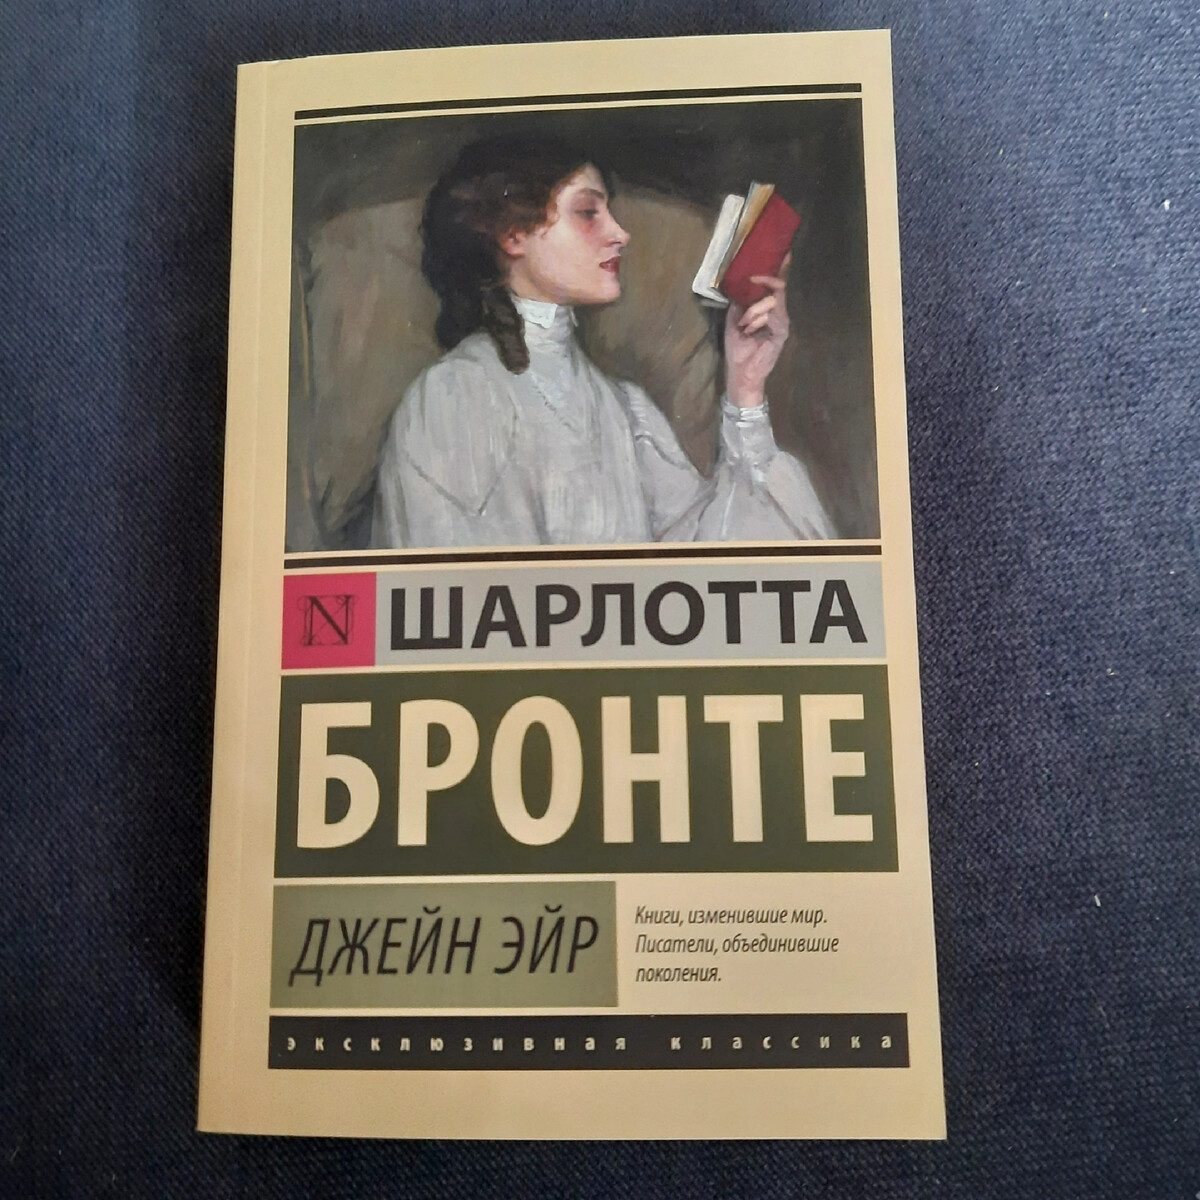 N ШАРЛОТТА
БРОНТЕ
ДЖЕЙН ЭЙР
Книги, изменившие мир.
Писатели, объединившие
поколения.
эксклюзивная классика